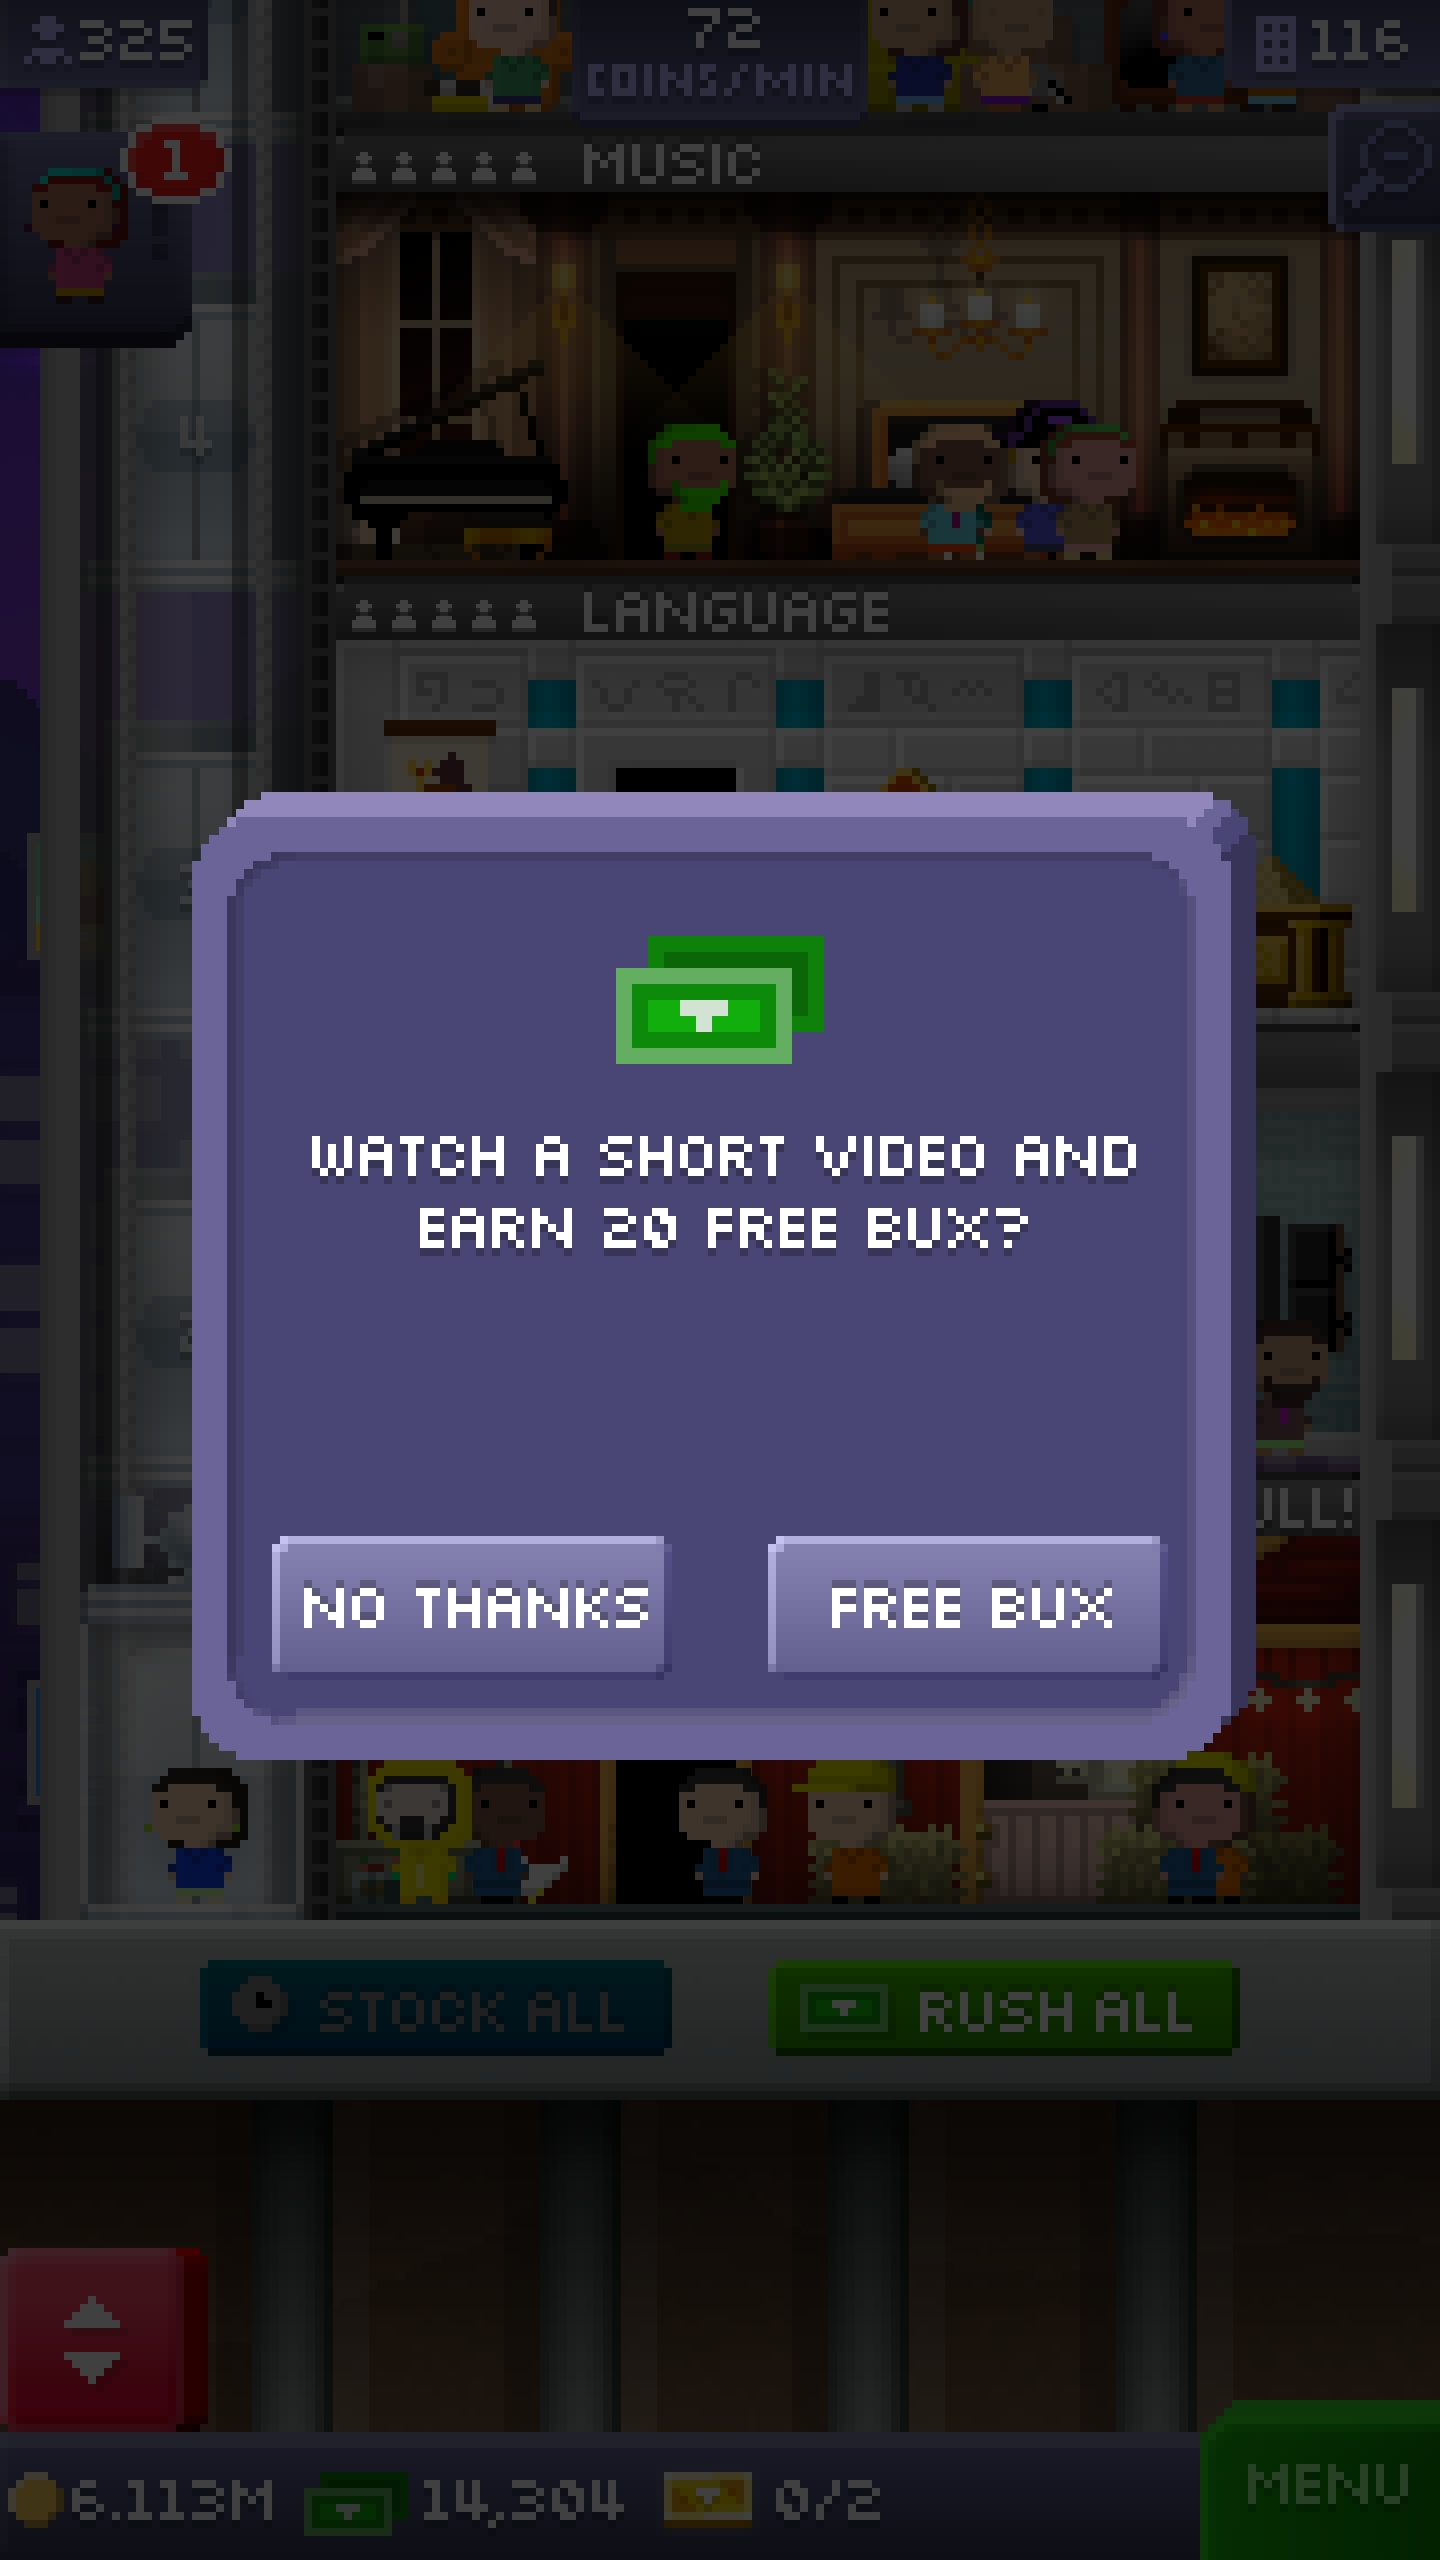 325
72
COINS/MIN
116
1
MUSIC
4
LANGUAGE
WATCH A SHORT VIDEO AND
EARN 20 FREE BUX?
NO THANKS
FREE BUX
STOCK ALL
RUSH ALL
6.113M
14,304
0/2
MENU